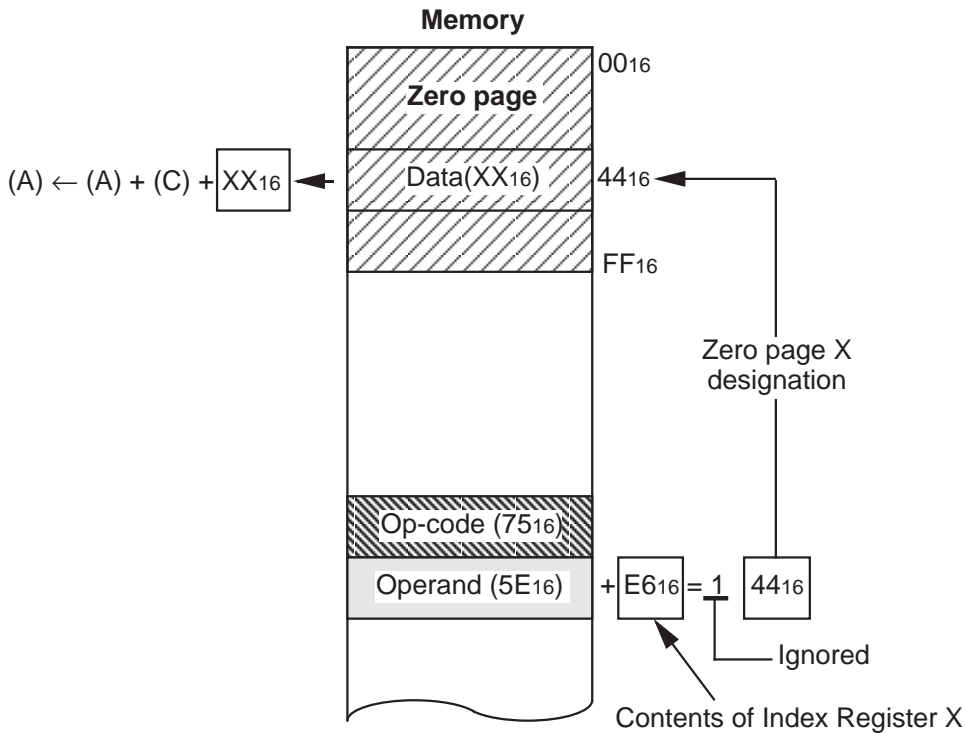 Memory
00₁₆
Zero page
(A) ← (A) + (C) + XX₁₆
Data(XX₁₆)
44₁₆
FF₁₆
Zero page X
designation
Op-code (75₁₆)
Operand (5E₁₆) + E6₁₆ = 1 44₁₆
Ignored
Contents of Index Register X